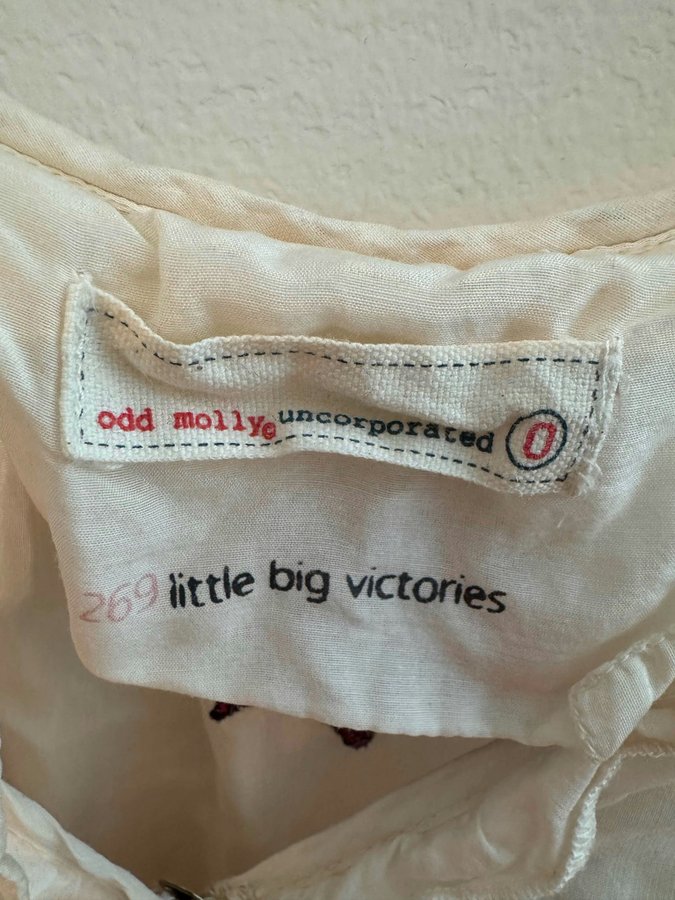 odd molly© uncorporated 0
269 little big victories